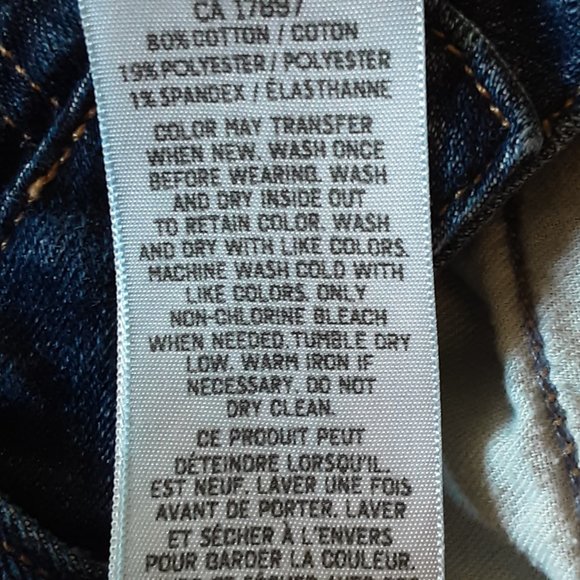 CA 17897
80% COTTON / COTON
19% POLYESTER / POLYESTER
1% SPANDEX / ÉLASTHANNE
COLOR MAY TRANSFER
WHEN NEW. WASH ONCE
BEFORE WEARING. WASH
AND DRY INSIDE OUT
TO RETAIN COLOR. WASH
AND DRY WITH LIKE COLORS.
MACHINE WASH COLD WITH
LIKE COLORS. ONLY
NON-CHLORINE BLEACH
WHEN NEEDED. TUMBLE DRY
LOW. WARM IRON IF
NECESSARY. DO NOT
DRY CLEAN.
CE PRODUIT PEUT
DÉTEINDRE LORSQU'IL
EST NEUF. LAVER UNE FOIS
AVANT DE PORTER. LAVER
ET SÉCHER À L'ENVERS
POUR GARDER LA COULEUR.